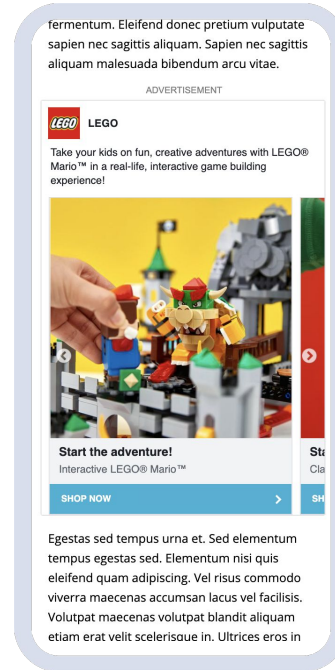 fermentum. Eleifend donec pretium vulputate
sapien nec sagittis aliquam. Sapien nec sagittis
aliquam malesuada bibendum arcu vitae.
ADVERTISEMENT
LEGO LEGO
Take your kids on fun, creative adventures with LEGO®
Mario™ in a real-life, interactive game building
experience!
Start the adventure!
Sta
Interactive LEGO® Mario™
Cla
SHOP NOW
SH
Egestas sed tempus urna et. Sed elementum
tempus egestas sed. Elementum nisi quis
eleifend quam adipiscing. Vel risus commodo
viverra maecenas accumsan lacus vel facilisis.
Volutpat maecenas volutpat blandit aliquam
etiam erat velit scelerisque in. Ultrices eros in